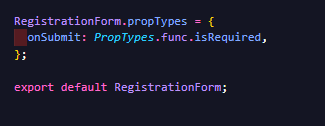 RegistrationForm.propTypes = {
  onSubmit: PropTypes.func.isRequired,
};

export default RegistrationForm;